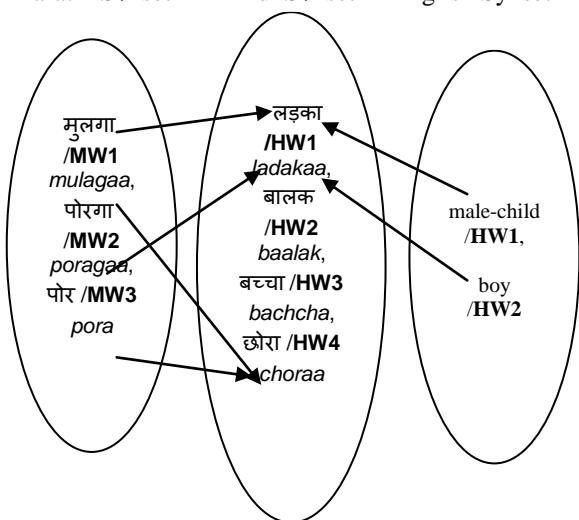 मुलगा
/MW1
mulagaa,
पोरगा
/MW2
poragaa,
पोर /MW3
pora
लड़का
/HW1
ladakaa,
बालक
/HW2
baalak,
बच्चा /HW3
bachcha,
छोरा /HW4
choraa
male-child
/HW1,
boy
/HW2